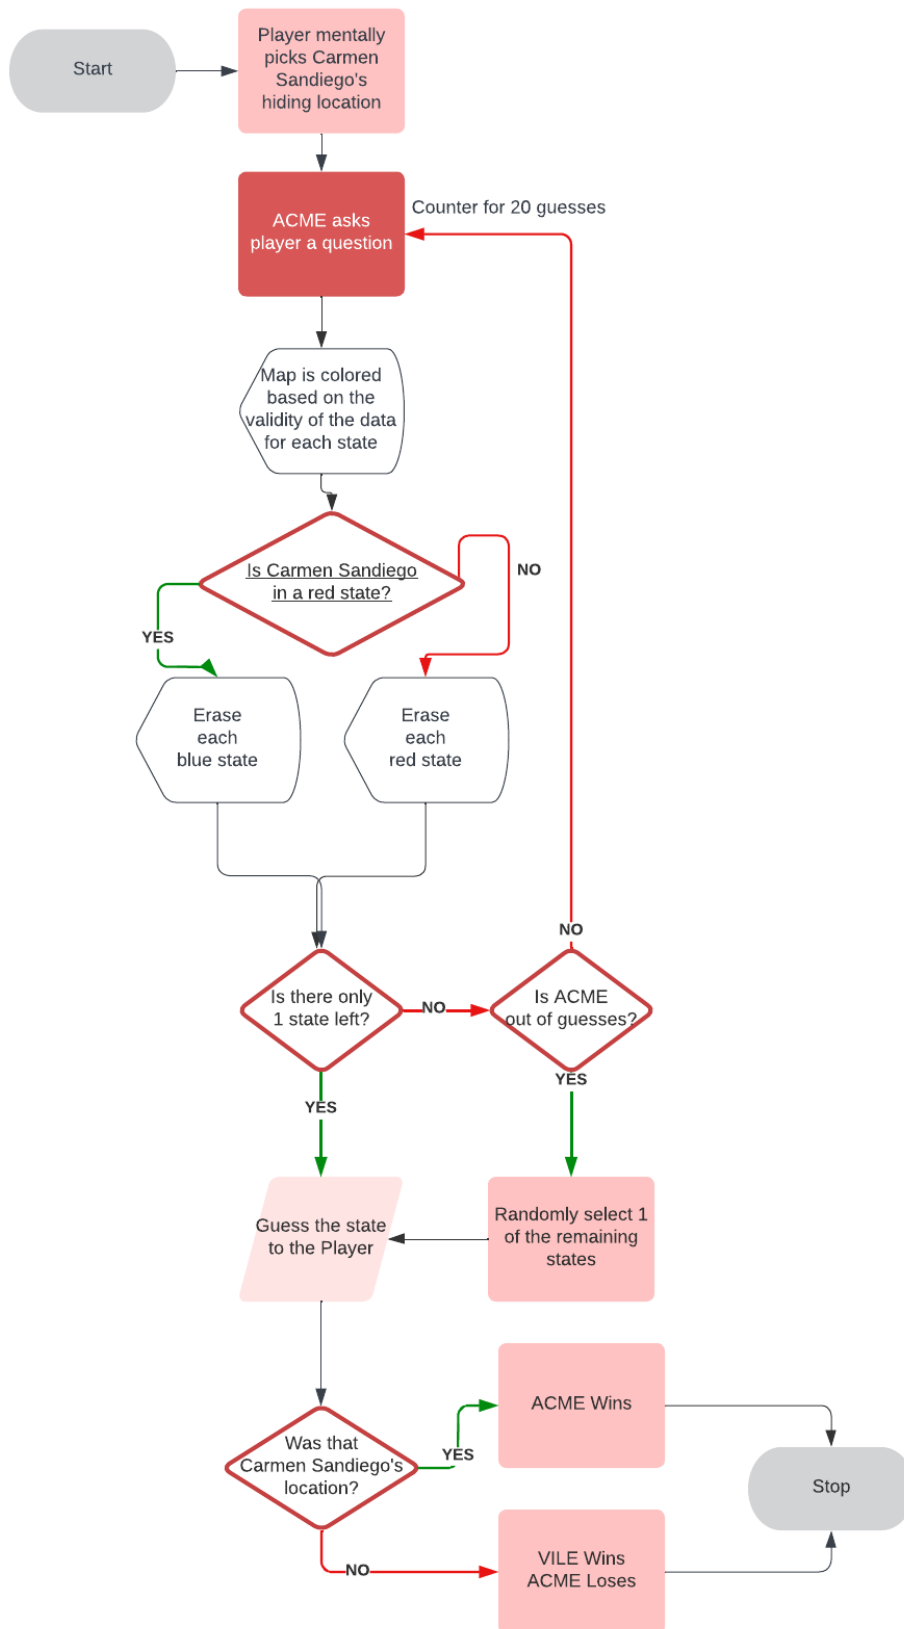 Start
Player mentally
picks Carmen
Sandiego's
hiding location
ACME asks
player a question
Counter for 20 guesses
Map is colored
based on the
validity of the data
for each state
Is Carmen Sandiego
in a red state?
NO
YES
Erase
each
blue state
Erase
each
red state
NO
Is there only
1 state left?
NO
Is ACME
out of guesses?
YES
YES
Guess the state
to the Player
Randomly select 1
of the remaining
states
ACME Wins
Was that
Carmen Sandiego's
location?
YES
Stop
NO
VILE Wins
ACME Loses